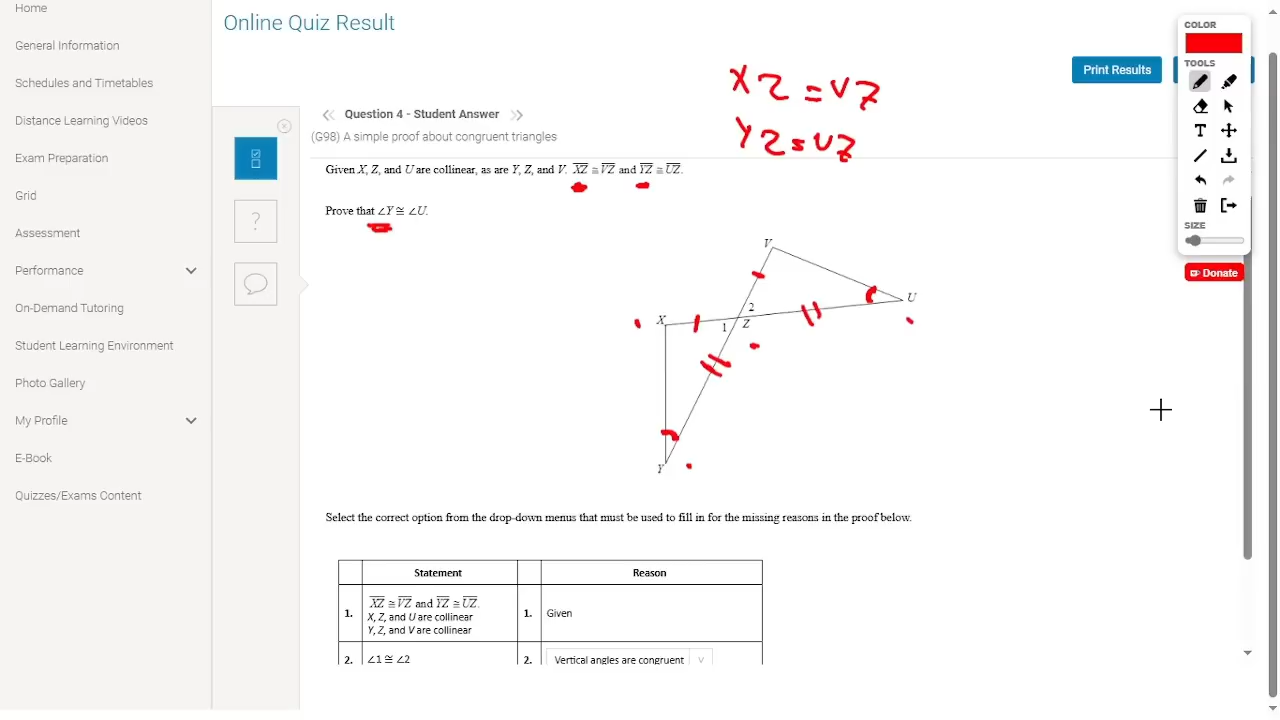 Home
General Information
Schedules and Timetables
Distance Learning Videos
Exam Preparation
Grid
Assessment
Performance
On-Demand Tutoring
Student Learning Environment
Photo Gallery
My Profile
E-Book
Quizzes/Exams Content
Online Quiz Result
Print Results
XZ = VZ
YZ = UZ
Question 4 - Student Answer
(G98) A simple proof about congruent triangles
Given X, Z, and U are collinear, as are Y, Z, and V. XZ ≅ VZ and YZ ≅ UZ.
Prove that ∠Y ≅ ∠U.
V
U
2
X
1
Z
Y
Select the correct option from the drop-down menus that must be used to fill in for the missing reasons in the proof below.
Statement Reason
1. XZ ≅ VZ and YZ ≅ UZ. 1. Given
X, Z, and U are collinear
Y, Z, and V are collinear
2. ∠1 ≅ ∠2 2. Vertical angles are congruent
COLOR
TOOLS
T
SIZE
Donate